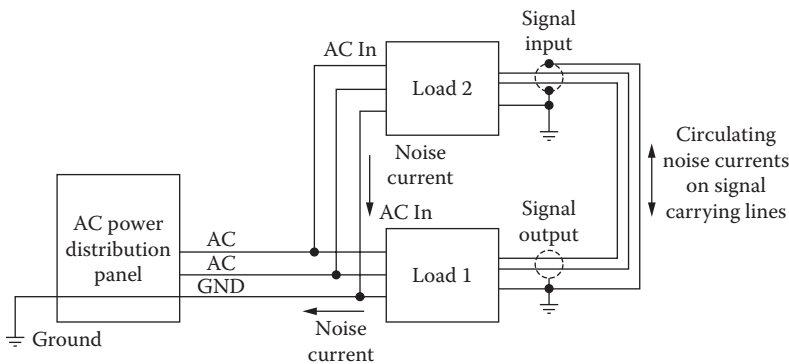 Signal
input
AC In
Load 2
Circulating
noise currents
on signal
carrying lines
Noise
current
AC In
Signal
output
AC power
distribution
panel
AC
AC
GND
Load 1
Ground
Noise
current